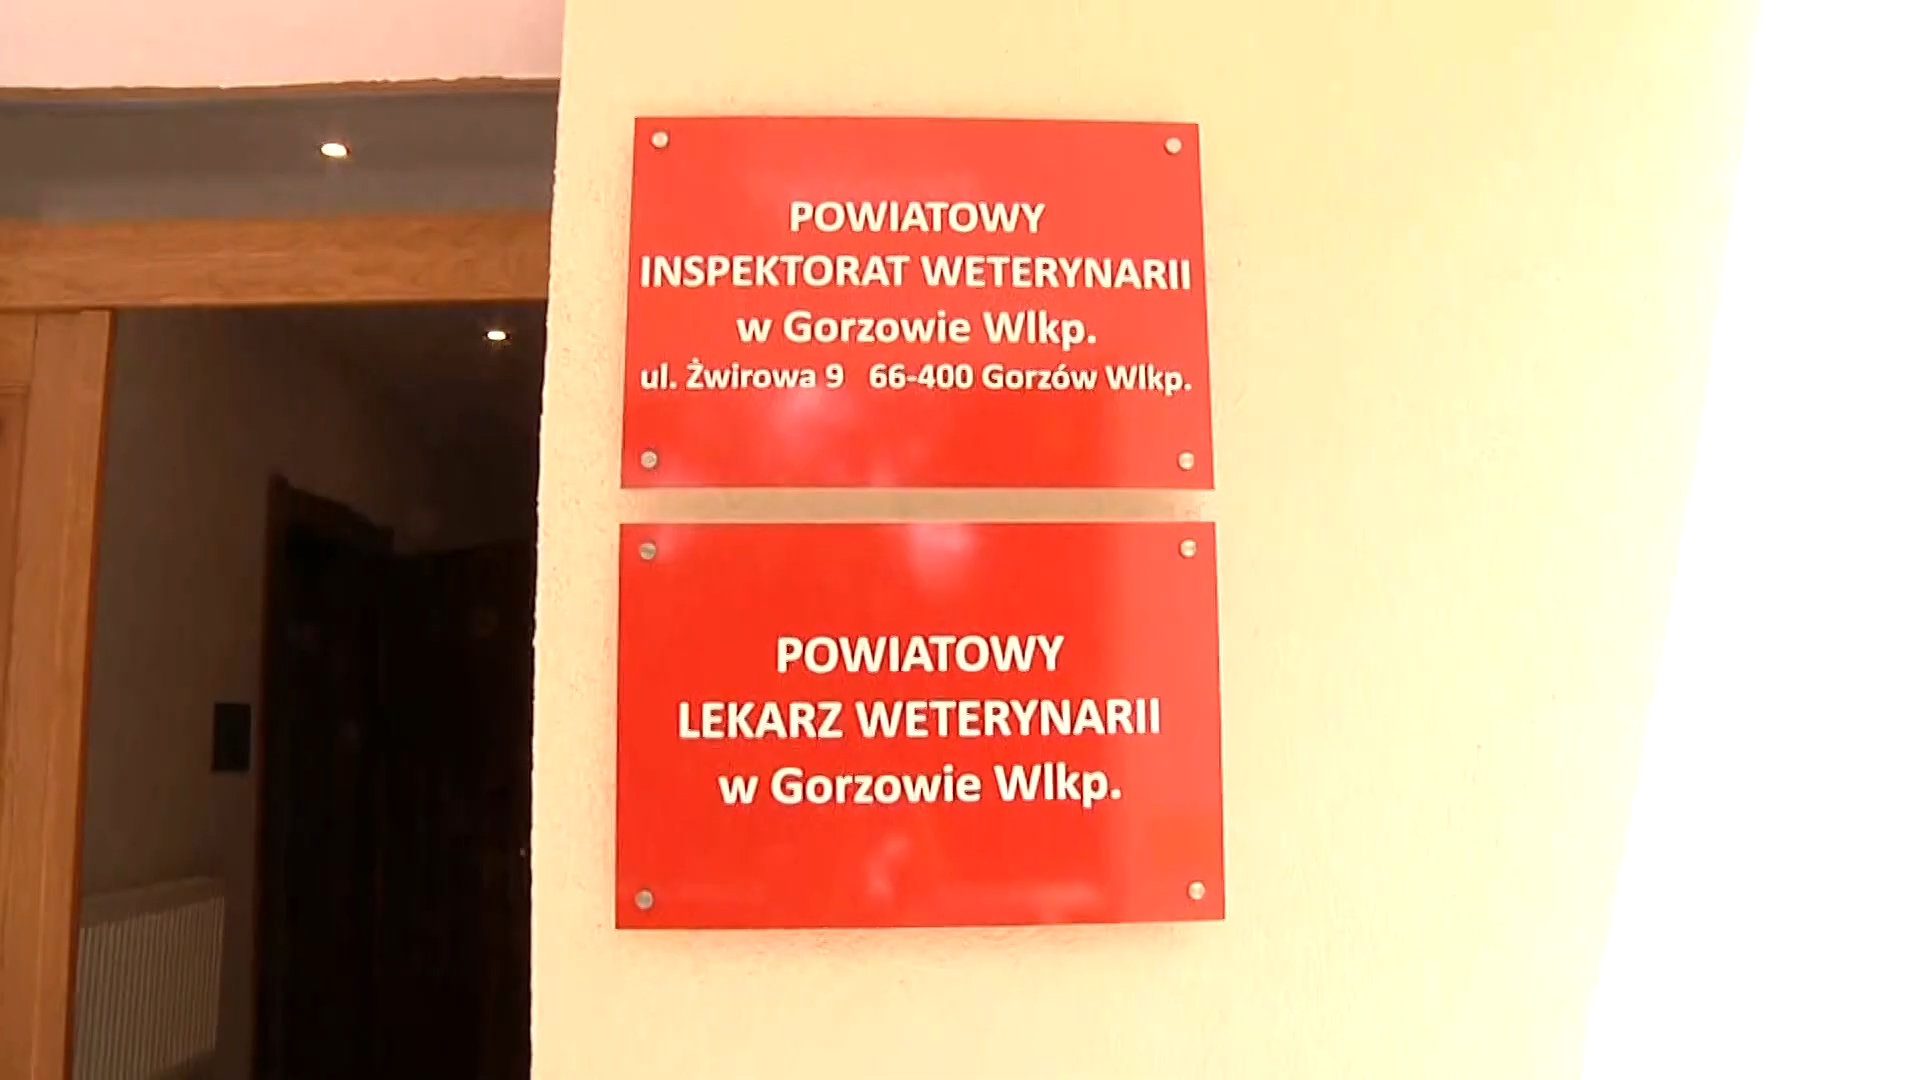 POWIATOWY
INSPEKTORAT WETERYNARII
w Gorzowie Wlkp.
ul. Żwirowa 9 66-400 Gorzów Wlkp.
POWIATOWY
LEKARZ WETERYNARII
w Gorzowie Wlkp.